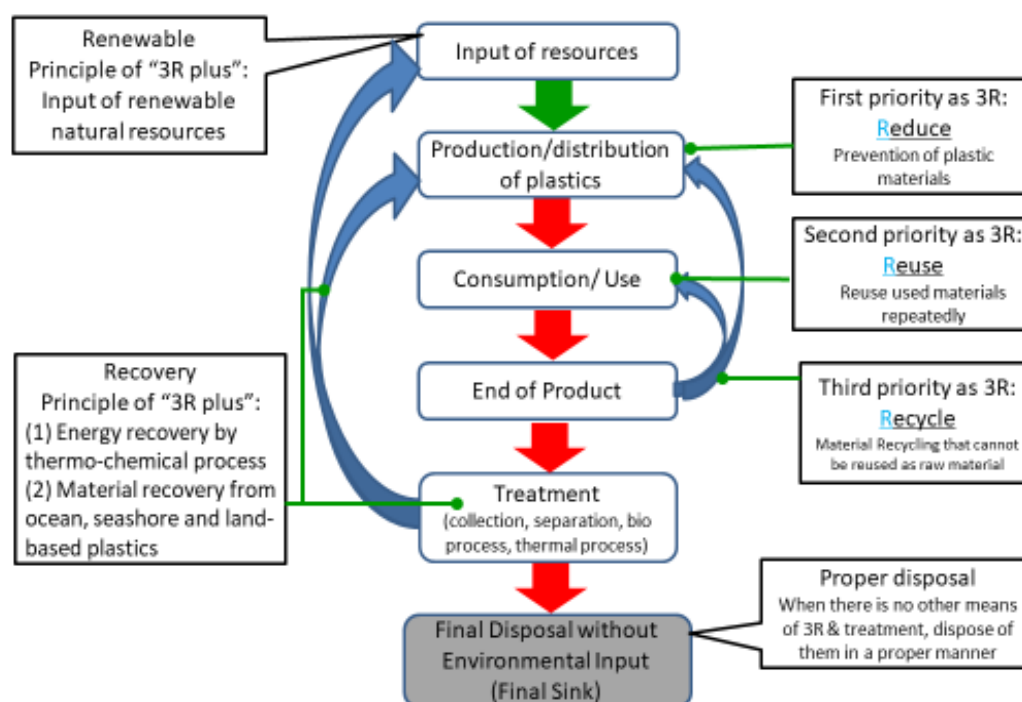 Renewable
Principle of “3R plus”:
Input of renewable
natural resources
Input of resources
First priority as 3R:
Reduce
Prevention of plastic
materials
Production/distribution
of plastics
Second priority as 3R:
Reuse
Reuse used materials
repeatedly
Consumption/ Use
Recovery
Principle of “3R plus”:
(1) Energy recovery by
thermo-chemical process
(2) Material recovery from
ocean, seashore and land-
based plastics
End of Product
Third priority as 3R:
Recycle
Material Recycling that cannot
be reused as raw material
Treatment
(collection, separation, bio
process, thermal process)
Proper disposal
When there is no other means
of 3R & treatment, dispose of
them in a proper manner
Final Disposal without
Environmental Input
(Final Sink)